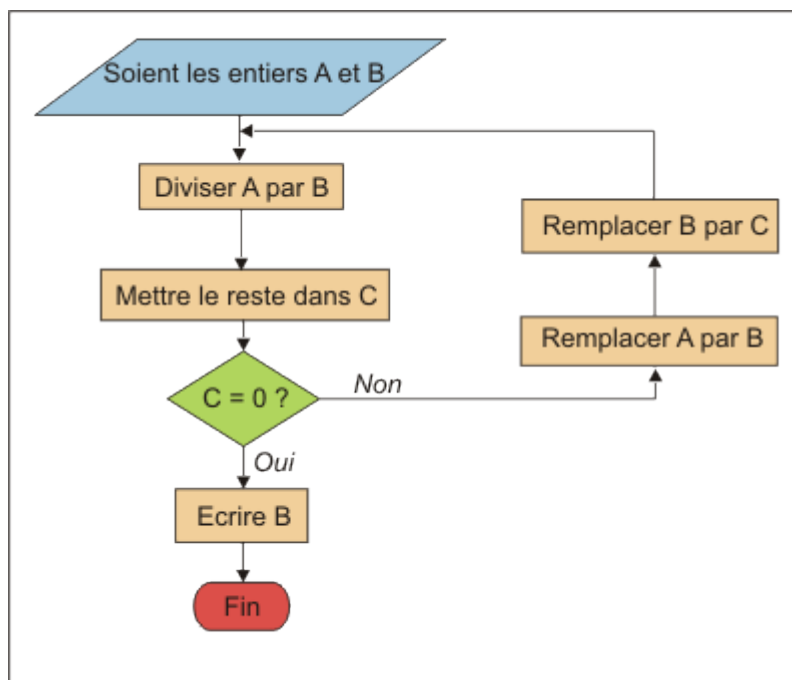 Soient les entiers A et B
Diviser A par B
Mettre le reste dans C
C = 0 ?
Non
Remplacer A par B
Remplacer B par C
Oui
Ecrire B
Fin